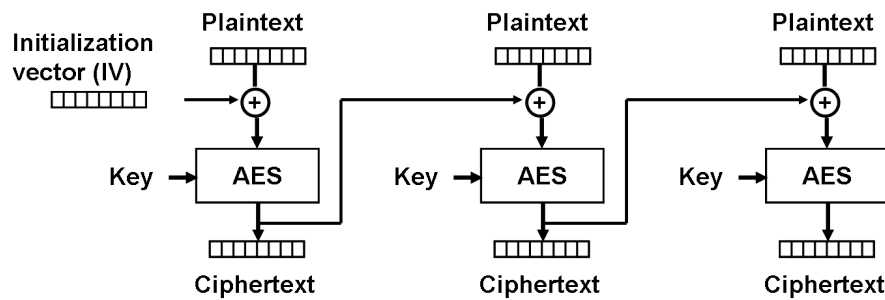 Plaintext
Plaintext
Plaintext
Initialization
vector (IV)
Key
AES
Key
AES
Key
AES
Ciphertext
Ciphertext
Ciphertext